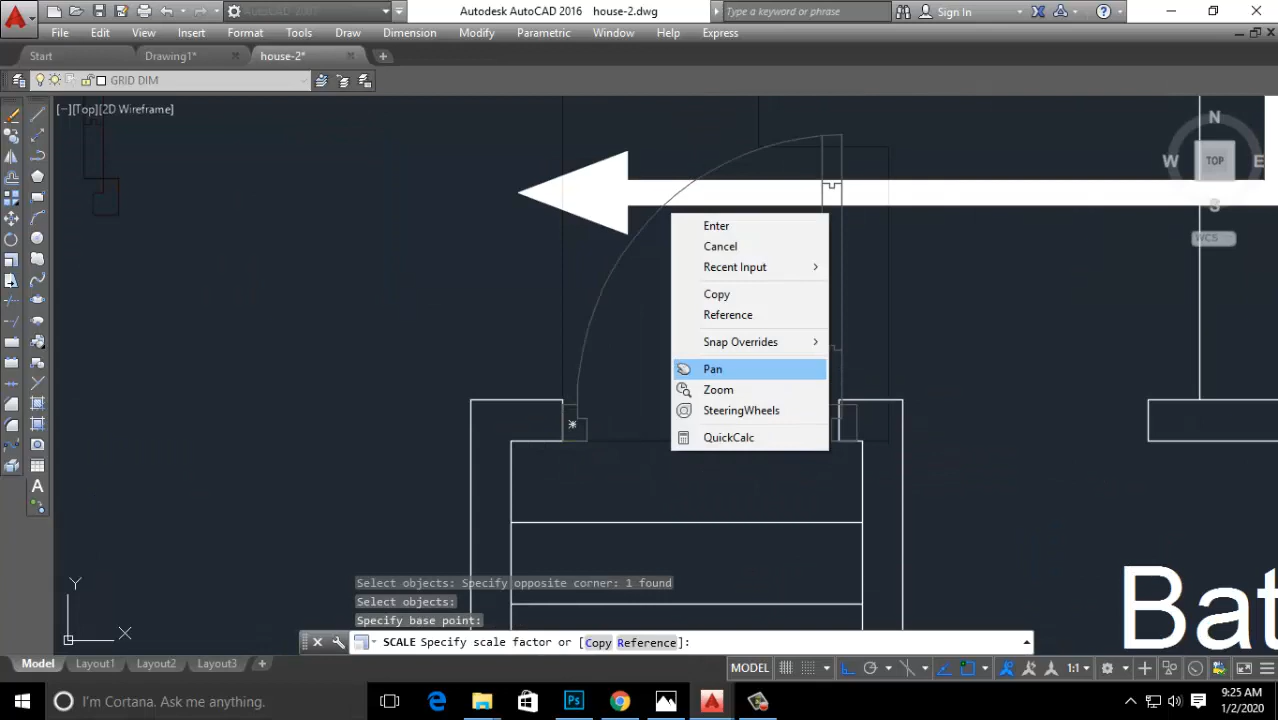 Autodesk AutoCAD 2016 house-2.dwg
Type a keyword or phrase
Sign In
File Edit View Insert Format Tools Draw Dimension Modify Parametric Window Help Express
Start Drawing1* house-2*
GRID DIM
[−][Top][2D Wireframe]
N
W TOP E
S
WCS
Enter
Cancel
Recent Input
Copy
Reference
Snap Overrides
Pan
Zoom
SteeringWheels
QuickCalc
Bat
Y
X
Select objects: Specify opposite corner: 1 found
Select objects:
Specify base point:
SCALE Specify scale factor or [Copy Reference]:
Model Layout1 Layout2 Layout3
MODEL 1:1
I'm Cortana. Ask me anything.
9:25 AM
1/2/2020